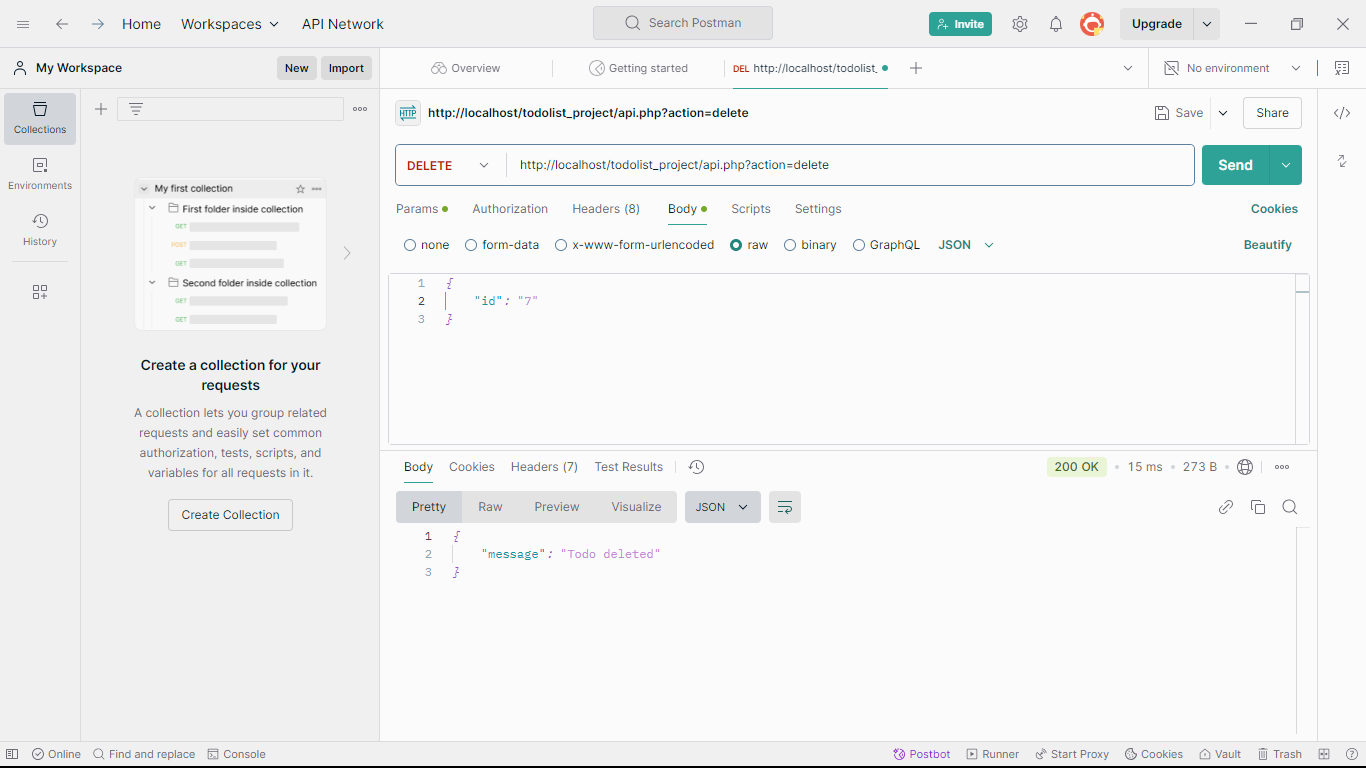 Home Workspaces API Network Search Postman Invite Upgrade
My Workspace New Import Overview Getting started DEL http://localhost/todolist_ No environment
Collections
Environments
History
My first collection
First folder inside collection
GET
POST
GET
Second folder inside collection
GET
GET
Create a collection for your
requests
A collection lets you group related
requests and easily set common
authorization, tests, scripts, and
variables for all requests in it.
Create Collection
HTTP http://localhost/todolist_project/api.php?action=delete Save Share
DELETE http://localhost/todolist_project/api.php?action=delete Send
Params Authorization Headers (8) Body Scripts Settings Cookies
none form-data x-www-form-urlencoded raw binary GraphQL JSON Beautify
1 {
2 "id": "7"
3 }
Body Cookies Headers (7) Test Results 200 OK 15 ms 273 B
Pretty Raw Preview Visualize JSON
1 {
2 "message": "Todo deleted"
3 }
Online Find and replace Console Postbot Runner Start Proxy Cookies Vault Trash